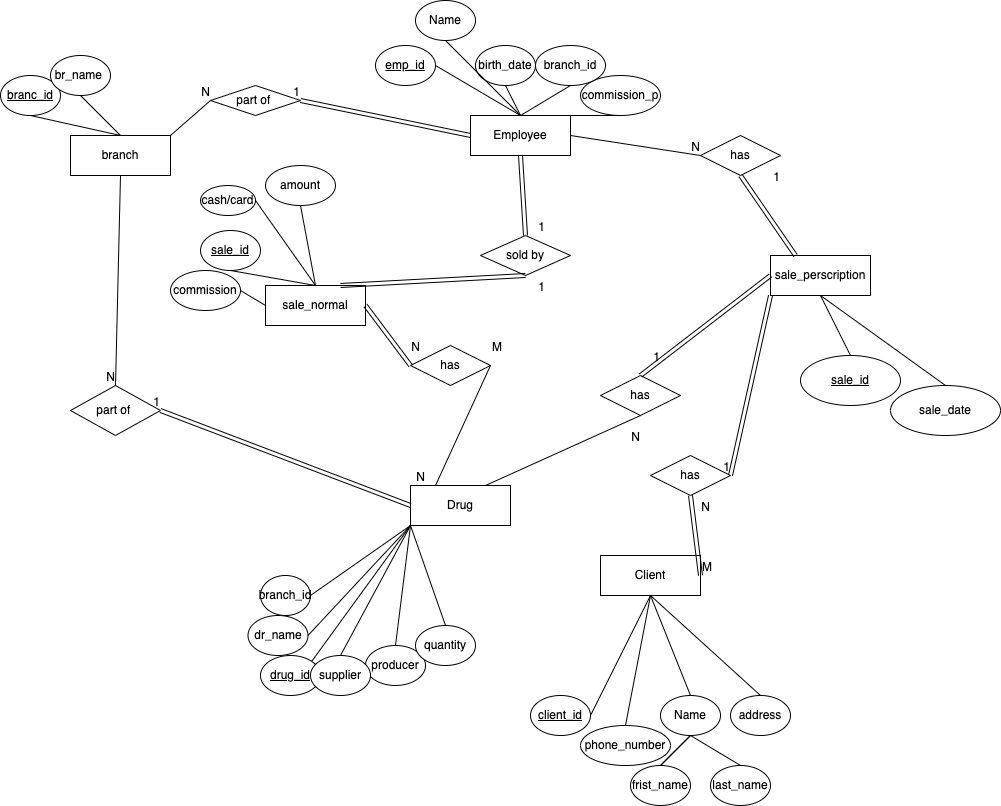 Name
emp_id
birth_date
branch_id
commission_p
br_name
branc_id
N
part of
1
Employee
branch
N
has
1
cash/card
amount
sale_id
commission
sale_normal
1
sold by
1
sale_perscription
N
has
M
1
has
N
sale_id
sale_date
N
part of
1
N
Drug
has
1
N
M
Client
branch_id
dr_name
drug_id
supplier
producer
quantity
client_id
phone_number
Name
address
frist_name
last_name